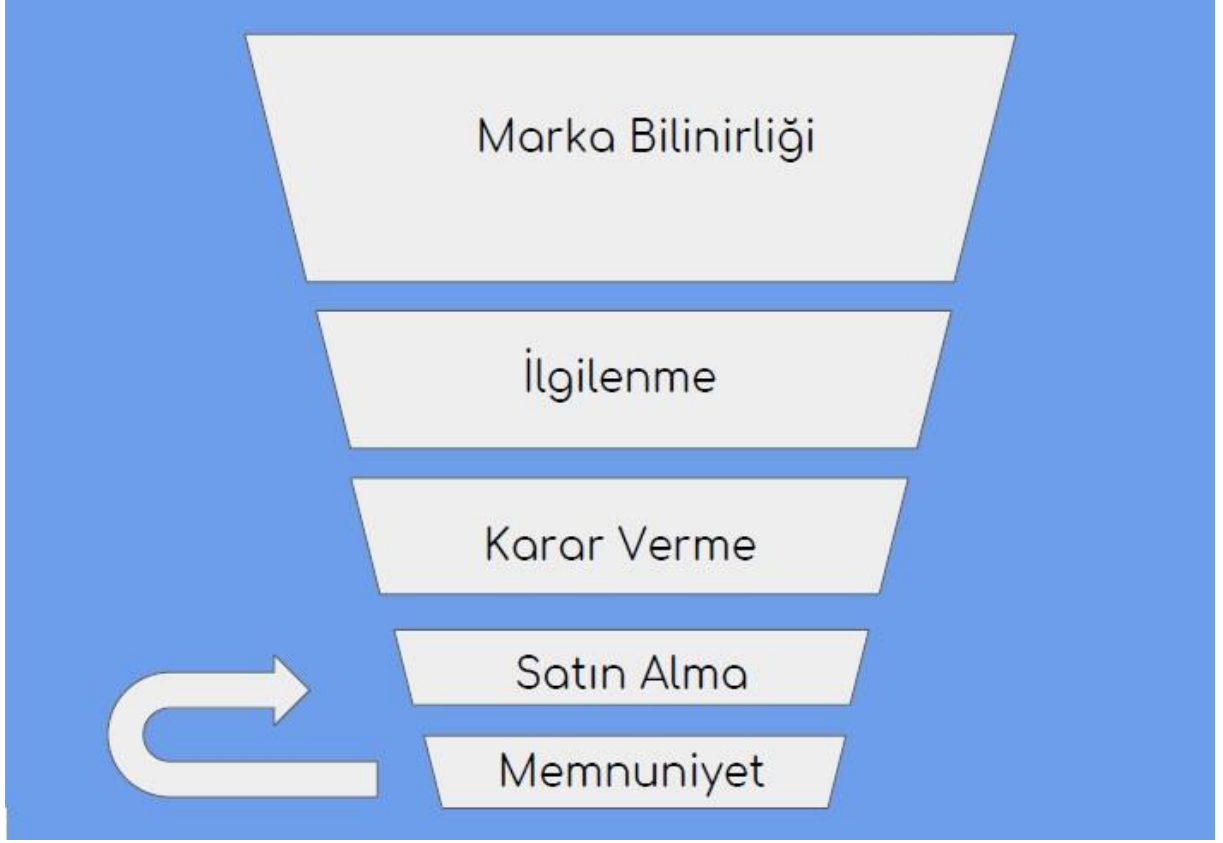 Marka Bilinirliği
İlgilenme
Karar Verme
Satın Alma
Memnuniyet